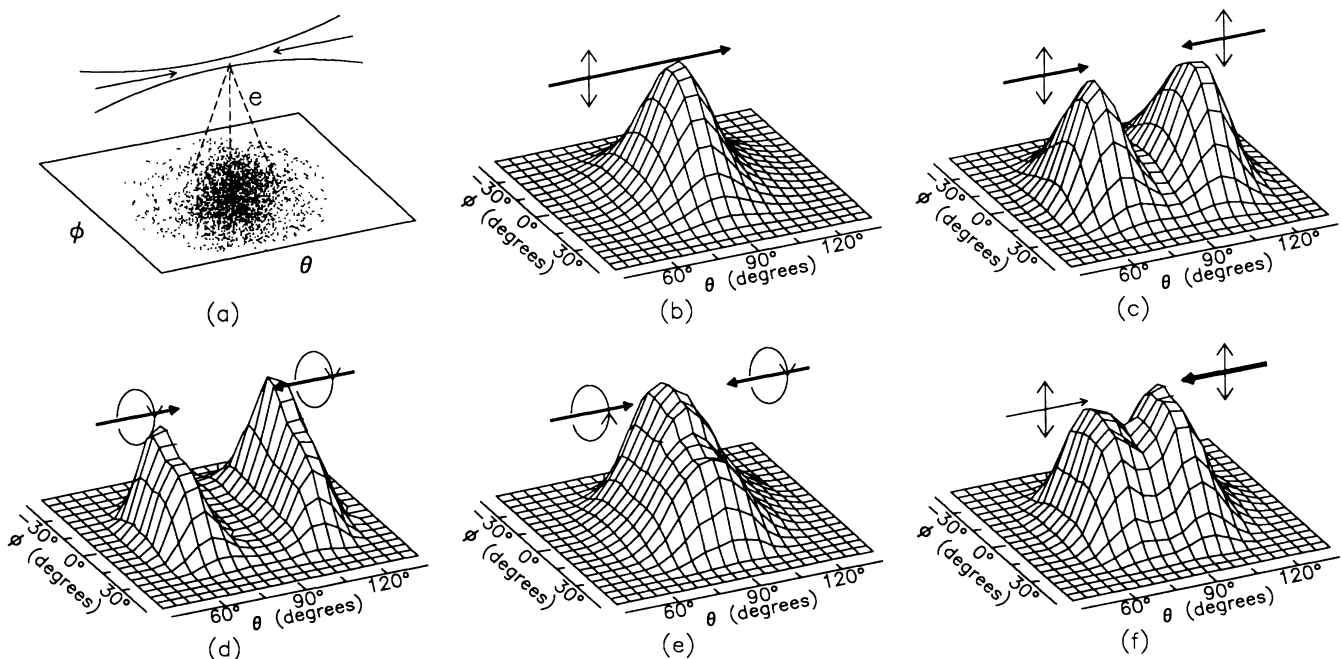 e
ϕ
θ
(a)
−30° 0° 30°
ϕ (degrees)
60° 90° 120°
θ (degrees)
(b)
−30° 0° 30°
ϕ (degrees)
60° 90° 120°
θ (degrees)
(c)
−30° 0° 30°
ϕ (degrees)
60° 90° 120°
θ (degrees)
(d)
−30° 0° 30°
ϕ (degrees)
60° 90° 120°
θ (degrees)
(e)
−30° 0° 30°
ϕ (degrees)
60° 90° 120°
θ (degrees)
(f)